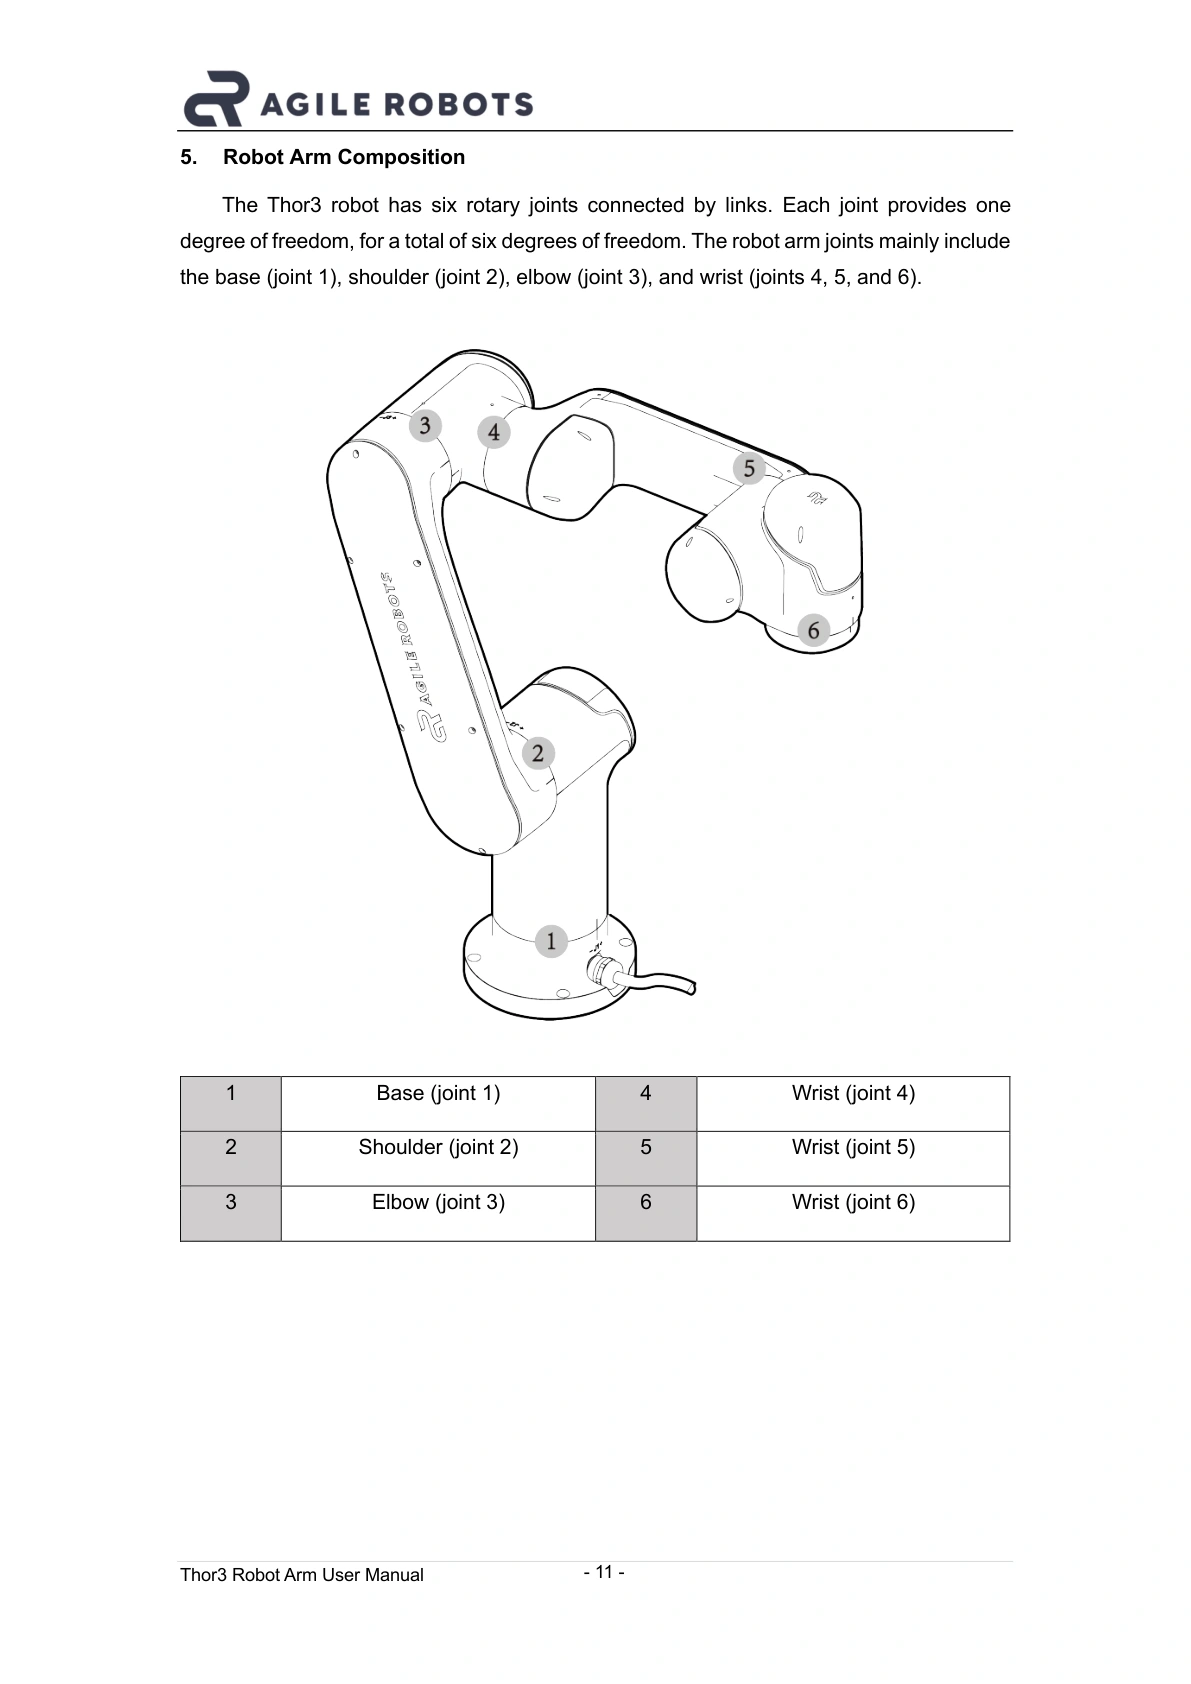 AGILE ROBOTS
5. Robot Arm Composition
The Thor3 robot has six rotary joints connected by links. Each joint provides one
degree of freedom, for a total of six degrees of freedom. The robot arm joints mainly include
the base (joint 1), shoulder (joint 2), elbow (joint 3), and wrist (joints 4, 5, and 6).
3
4
5
AGILE ROBOTS
6
2
1
1 Base (joint 1) 4 Wrist (joint 4)
2 Shoulder (joint 2) 5 Wrist (joint 5)
3 Elbow (joint 3) 6 Wrist (joint 6)
Thor3 Robot Arm User Manual - 11 -